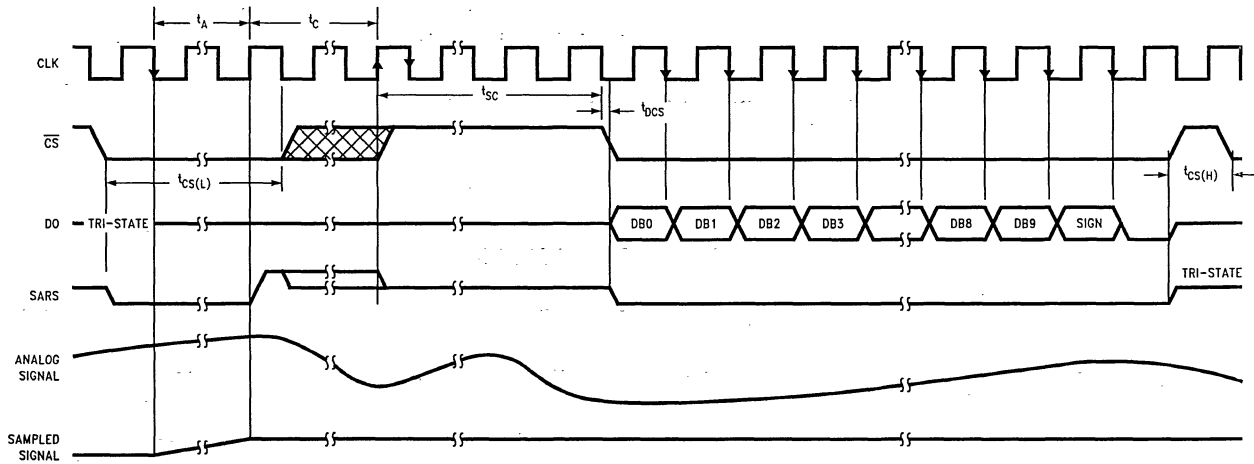 tA tC
CLK
tSC
tDCS
CS
tCS(L) tCS(H)
DO TRI-STATE DB0 DB1 DB2 DB3 DB8 DB9 SIGN
TRI-STATE
SARS
ANALOG
SIGNAL
SAMPLED
SIGNAL